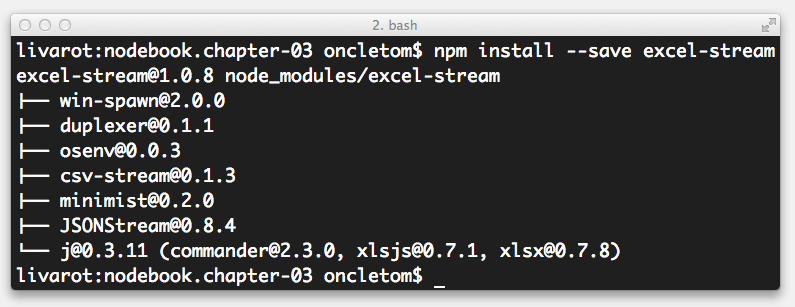 2. bash
livarot:nodebook.chapter-03 oncletom$ npm install --save excel-stream
excel-stream@1.0.8 node_modules/excel-stream
├── win-spawn@2.0.0
├── duplexer@0.1.1
├── osenv@0.0.3
├── csv-stream@0.1.3
├── minimist@0.2.0
├── JSONStream@0.8.4
└── j@0.3.11 (commander@2.3.0, xlsjs@0.7.1, xlsx@0.7.8)
livarot:nodebook.chapter-03 oncletom$ _